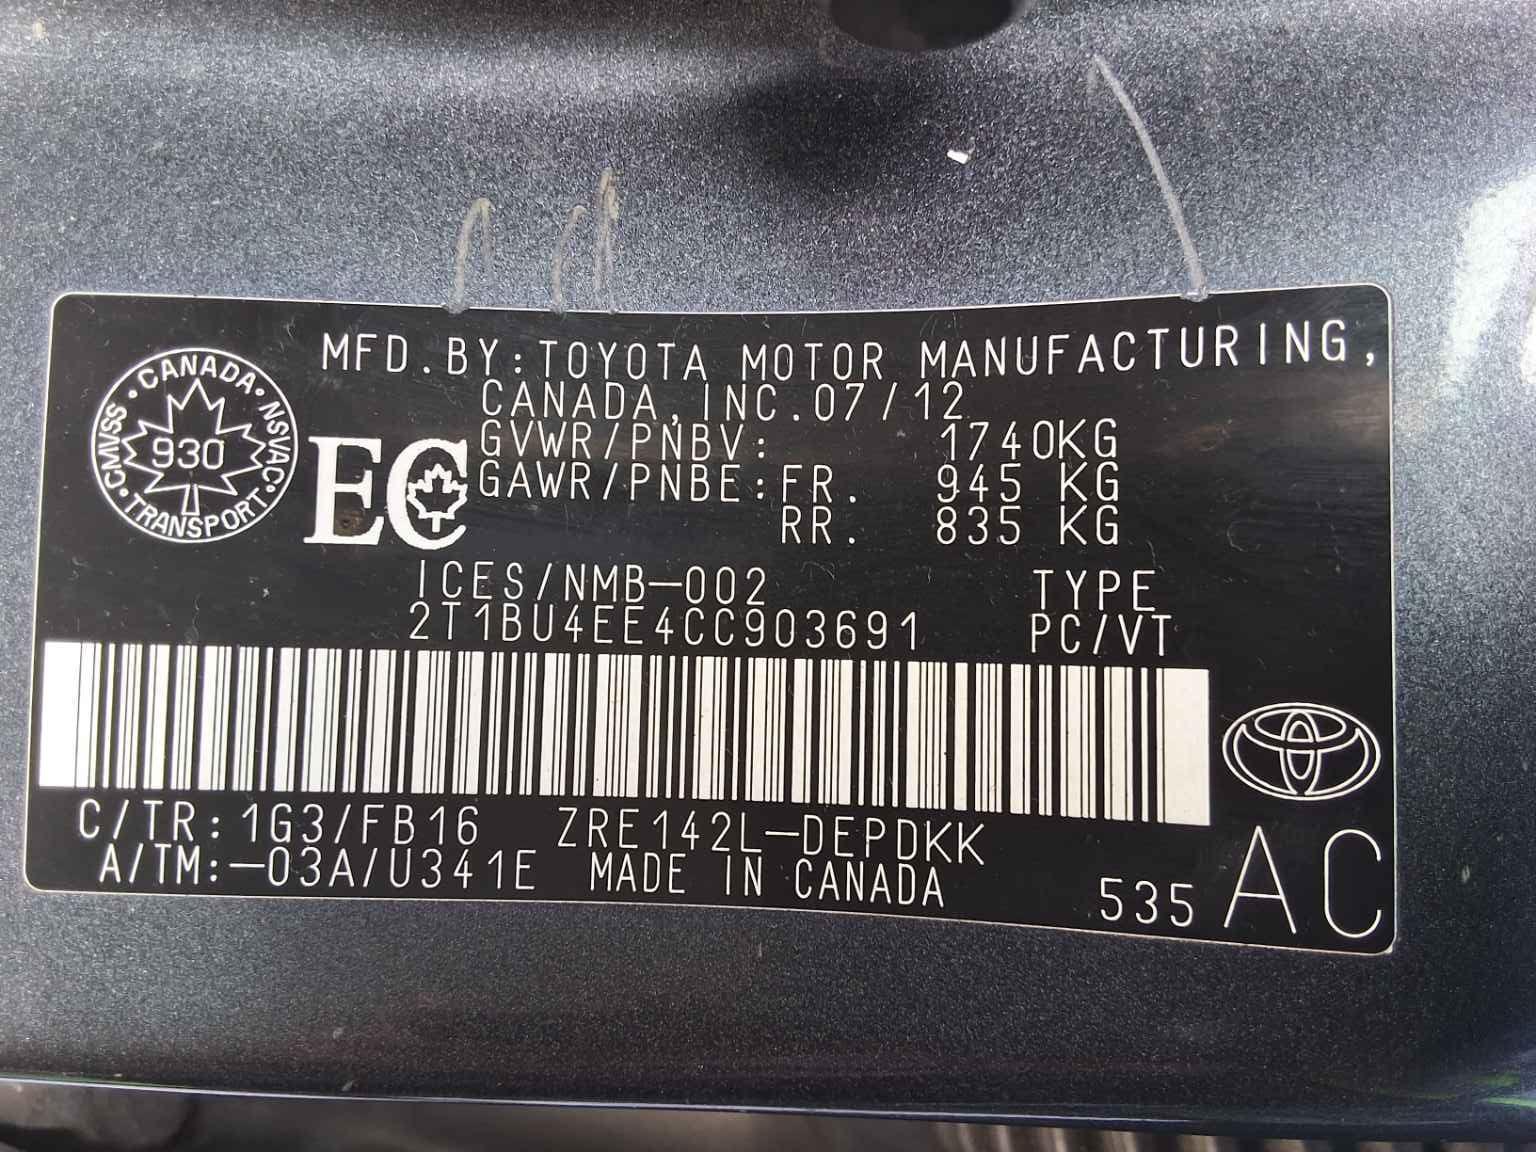 MFD.BY:TOYOTA MOTOR MANUFACTURING,
CANADA,INC.07/12
CANADA · NSVAC · TRANSPORT · CMVSS ·
930
EC
GVWR/PNBV: 1740KG
GAWR/PNBE:FR. 945 KG
RR. 835 KG
ICES/NMB-002 TYPE
2T1BU4EE4CC903691 PC/VT
C/TR:1G3/FB16 ZRE142L-DEPDKK
A/TM:-03A/U341E MADE IN CANADA
535 AC